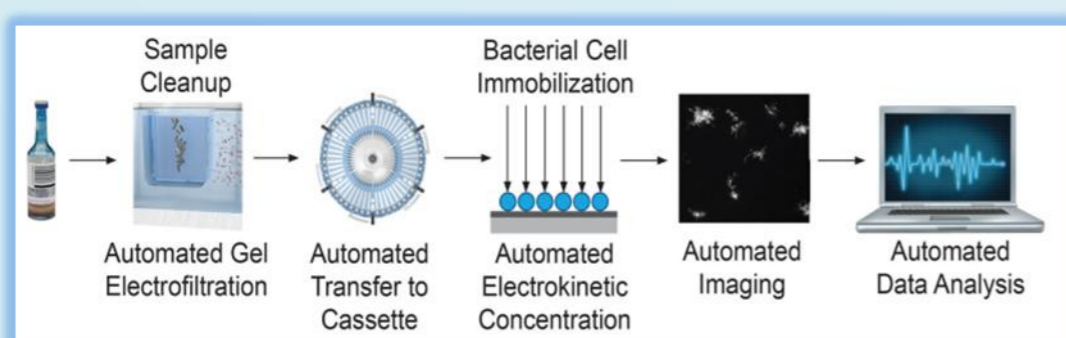 Sample
Cleanup
Bacterial Cell
Immobilization
Automated Gel
Electrofiltration
Automated
Transfer to
Cassette
Automated
Electrokinetic
Concentration
Automated
Imaging
Automated
Data Analysis